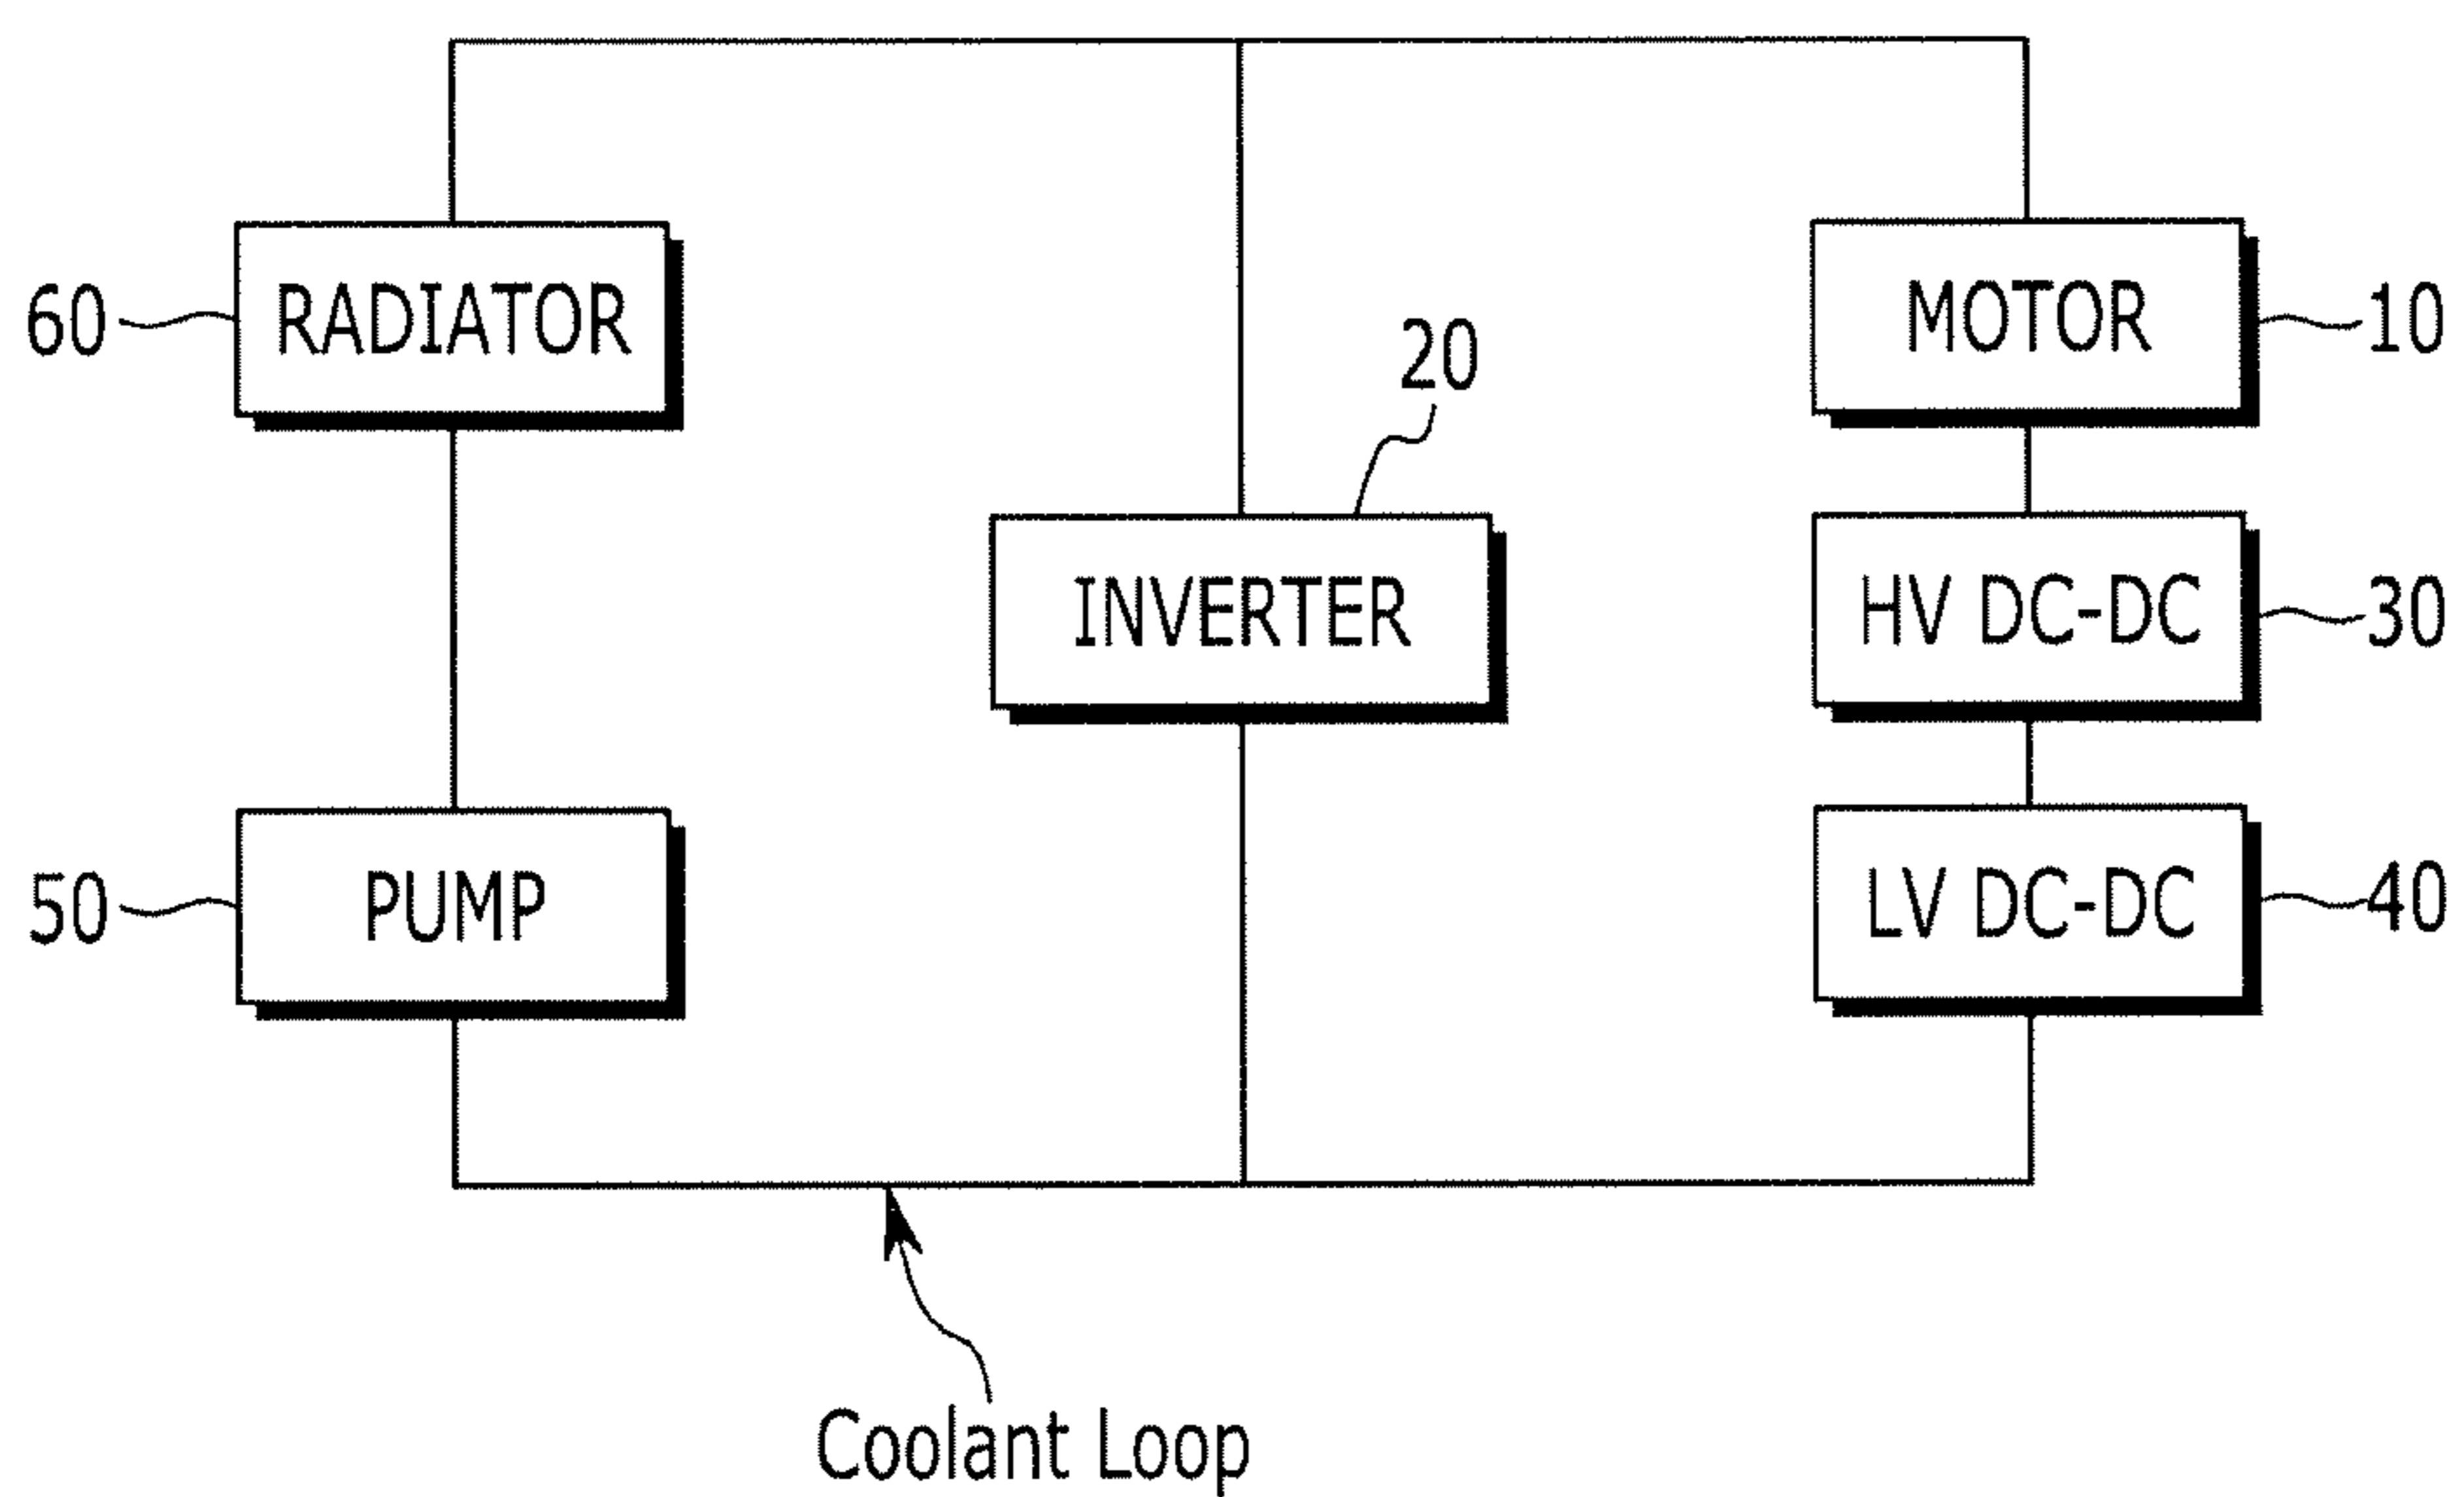 60 RADIATOR
MOTOR 10
20
INVERTER
HV DC-DC 30
50 PUMP
LV DC-DC 40
Coolant Loop